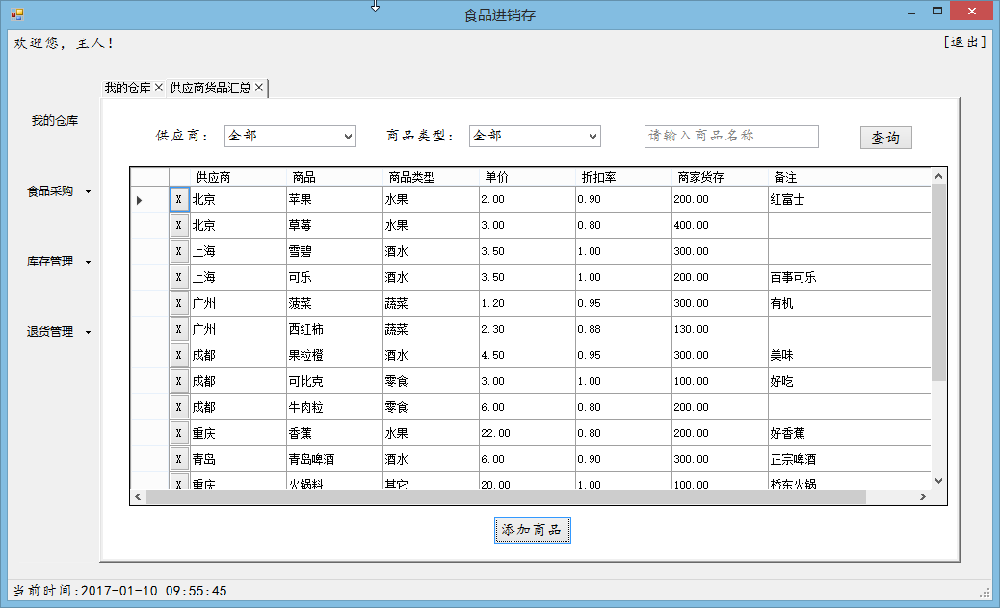 食品进销存
欢迎您, 主人! [退出]
我的仓库 × 供应商货品汇总 ×
我的仓库
食品采购
库存管理
退货管理
供应商: 全部 商品类型: 全部 请输入商品名称 查询
供应商 商品 商品类型 单价 折扣率 商家货存 备注
X 北京 苹果 水果 2.00 0.90 200.00 红富士
X 北京 草莓 水果 3.00 0.80 400.00
X 上海 雪碧 酒水 3.50 1.00 300.00
X 上海 可乐 酒水 3.50 1.00 200.00 百事可乐
X 广州 菠菜 蔬菜 1.20 0.95 300.00 有机
X 广州 西红柿 蔬菜 2.30 0.88 130.00
X 成都 果粒橙 酒水 4.50 0.95 300.00 美味
X 成都 可比克 零食 3.00 1.00 100.00 好吃
X 成都 牛肉粒 零食 6.00 0.80 200.00
X 重庆 香蕉 水果 22.00 0.80 200.00 好香蕉
X 青岛 青岛啤酒 酒水 6.00 0.90 300.00 正宗啤酒
X 重庆 火锅料 其它 20.00 1.00 100.00 桥东火锅
添加商品
当前时间:2017-01-10 09:55:45